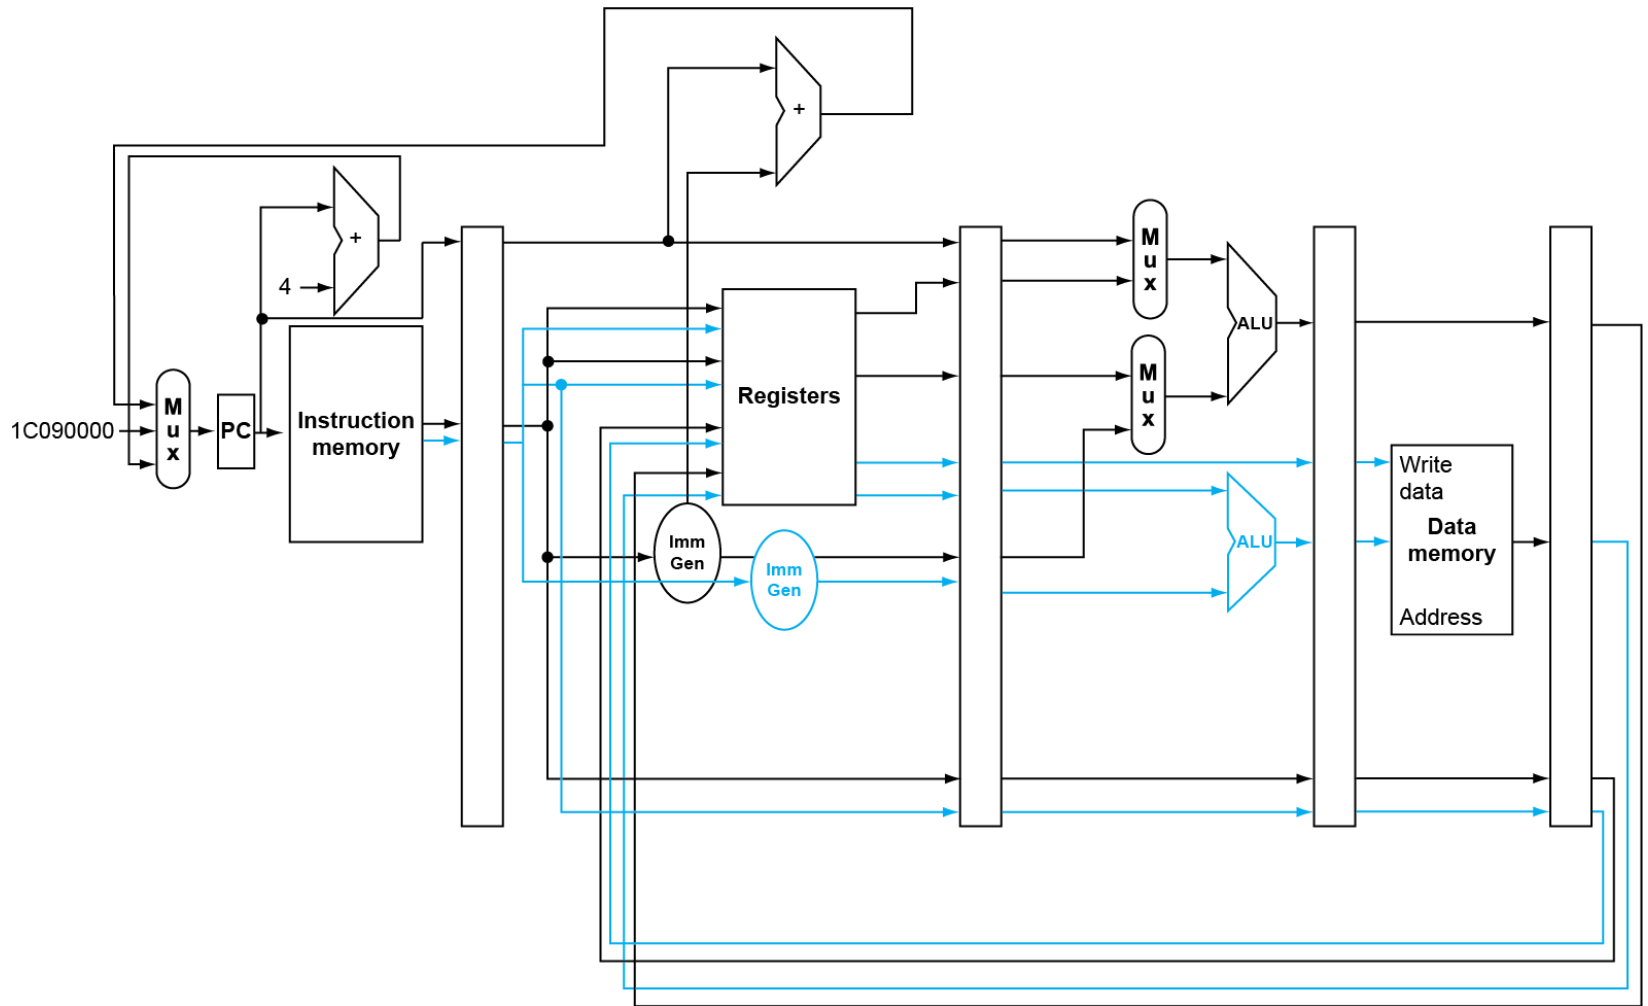 +
+
4
M
u
x
1C090000
PC
Instruction
memory
Registers
Imm
Gen
Imm
Gen
M
u
x
M
u
x
ALU
ALU
Write
data
Data
memory
Address
M
u
x